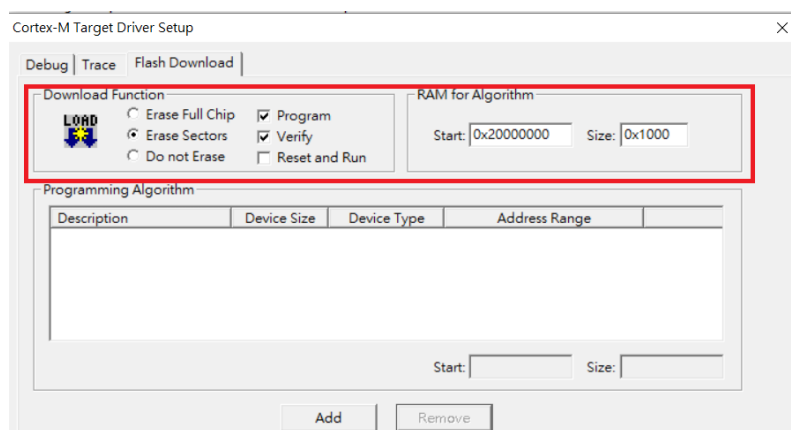 Cortex-M Target Driver Setup
Debug Trace Flash Download
Download Function
LOAD
Erase Full Chip
Erase Sectors
Do not Erase
Program
Verify
Reset and Run
RAM for Algorithm
Start: 0x20000000 Size: 0x1000
Programming Algorithm
Description Device Size Device Type Address Range
Start: Size:
Add Remove